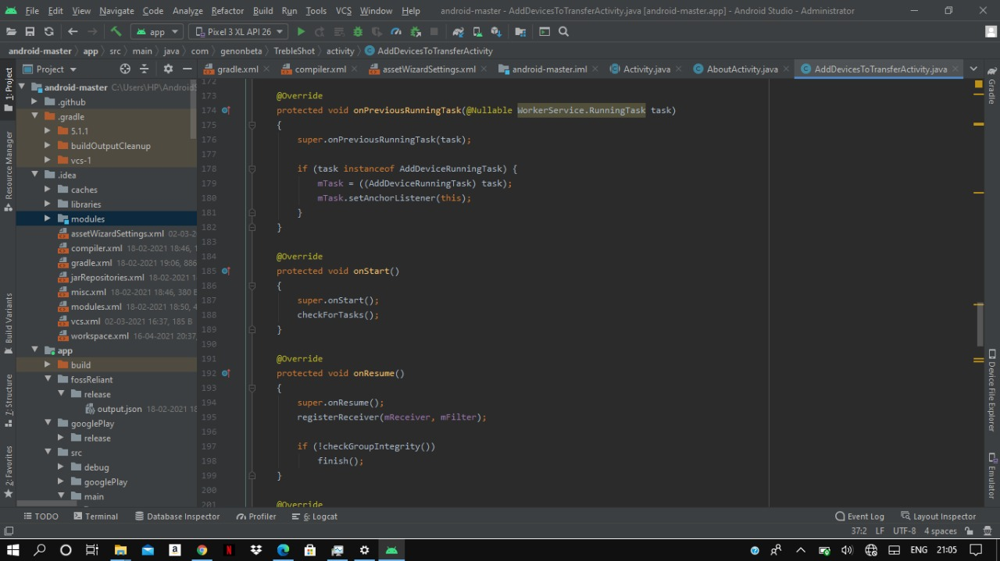 File Edit View Navigate Code Analyze Refactor Build Run Tools VCS Window Help android-master - AddDevicesToTransferActivity.java [android-master.app] - Android Studio - Administrator
app Pixel 3 XL API 26
android-master app src main java com genonbeta TrebleShot activity AddDevicesToTransferActivity
Project
gradle.xml compiler.xml assetWizardSettings.xml android-master.iml Activity.java AboutActivity.java AddDevicesToTransferActivity.java
1: Project
Resource Manager
Build Variants
7: Structure
2: Favorites
android-master C:\Users\HP\AndroidS
.github
.gradle
5.1.1
buildOutputCleanup
vcs-1
.idea
caches
libraries
modules
assetWizardSettings.xml 02-03-2
compiler.xml 18-02-2021 18:46, 1
gradle.xml 18-02-2021 19:06, 886
jarRepositories.xml 18-02-2021 1
misc.xml 18-02-2021 18:46, 380 B
modules.xml 18-02-2021 18:50, 4
vcs.xml 02-03-2021 16:37, 185 B
workspace.xml 16-04-2021 20:37,
app
build
fossReliant
release
output.json 18-02-2021 18
googlePlay
release
src
debug
googlePlay
main
172
173 @Override
174 protected void onPreviousRunningTask(@Nullable WorkerService.RunningTask task)
175 {
176 super.onPreviousRunningTask(task);
177
178 if (task instanceof AddDeviceRunningTask) {
179 mTask = ((AddDeviceRunningTask) task);
180 mTask.setAnchorListener(this);
181 }
182 }
183
184 @Override
185 protected void onStart()
186 {
187 super.onStart();
188 checkForTasks();
189 }
190
191 @Override
192 protected void onResume()
193 {
194 super.onResume();
195 registerReceiver(mReceiver, mFilter);
196
197 if (!checkGroupIntegrity())
198 finish();
199 }
200
201 @Override
Gradle
Device File Explorer
Emulator
TODO Terminal Database Inspector Profiler 6: Logcat Event Log Layout Inspector
37:2 LF UTF-8 4 spaces
ENG 21:05